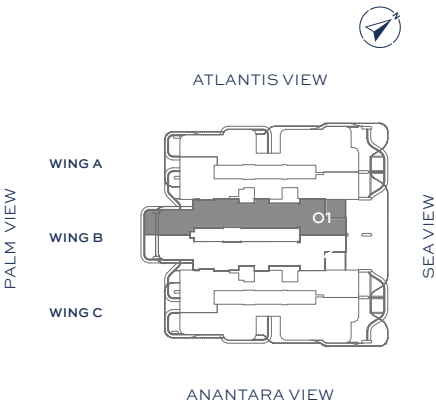 N
ATLANTIS VIEW
WING A
PALM VIEW
01
SEA VIEW
WING B
WING C
ANANTARA VIEW